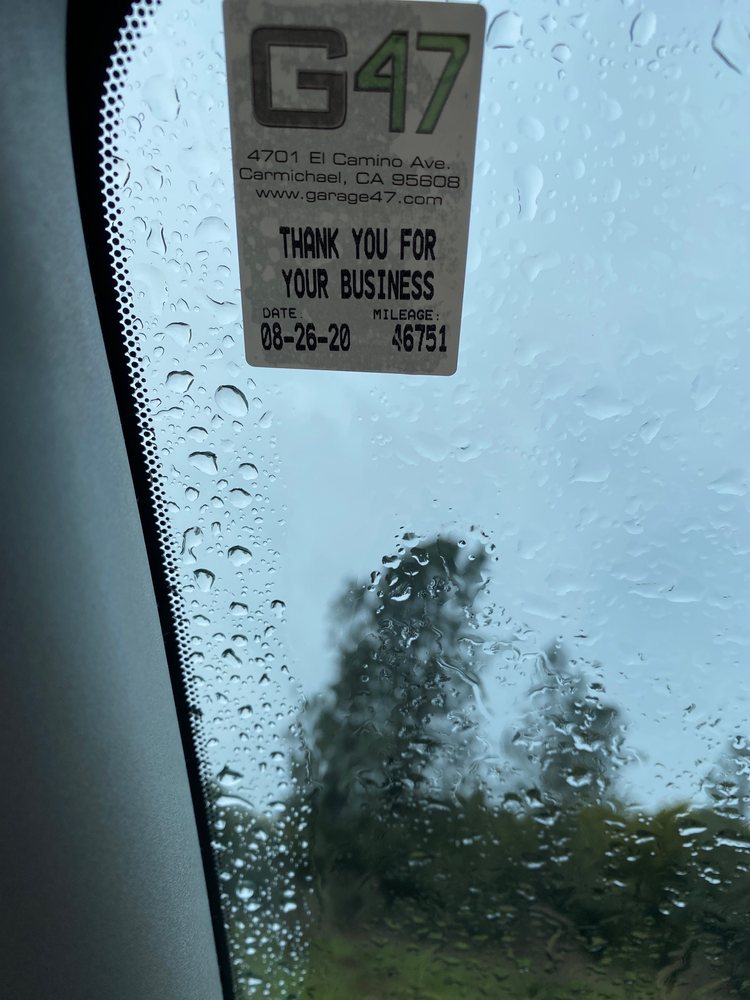 G47
4701 El Camino Ave.
Carmichael, CA 95608
www.garage47.com
THANK YOU FOR
YOUR BUSINESS
DATE: MILEAGE:
08-26-20 46751